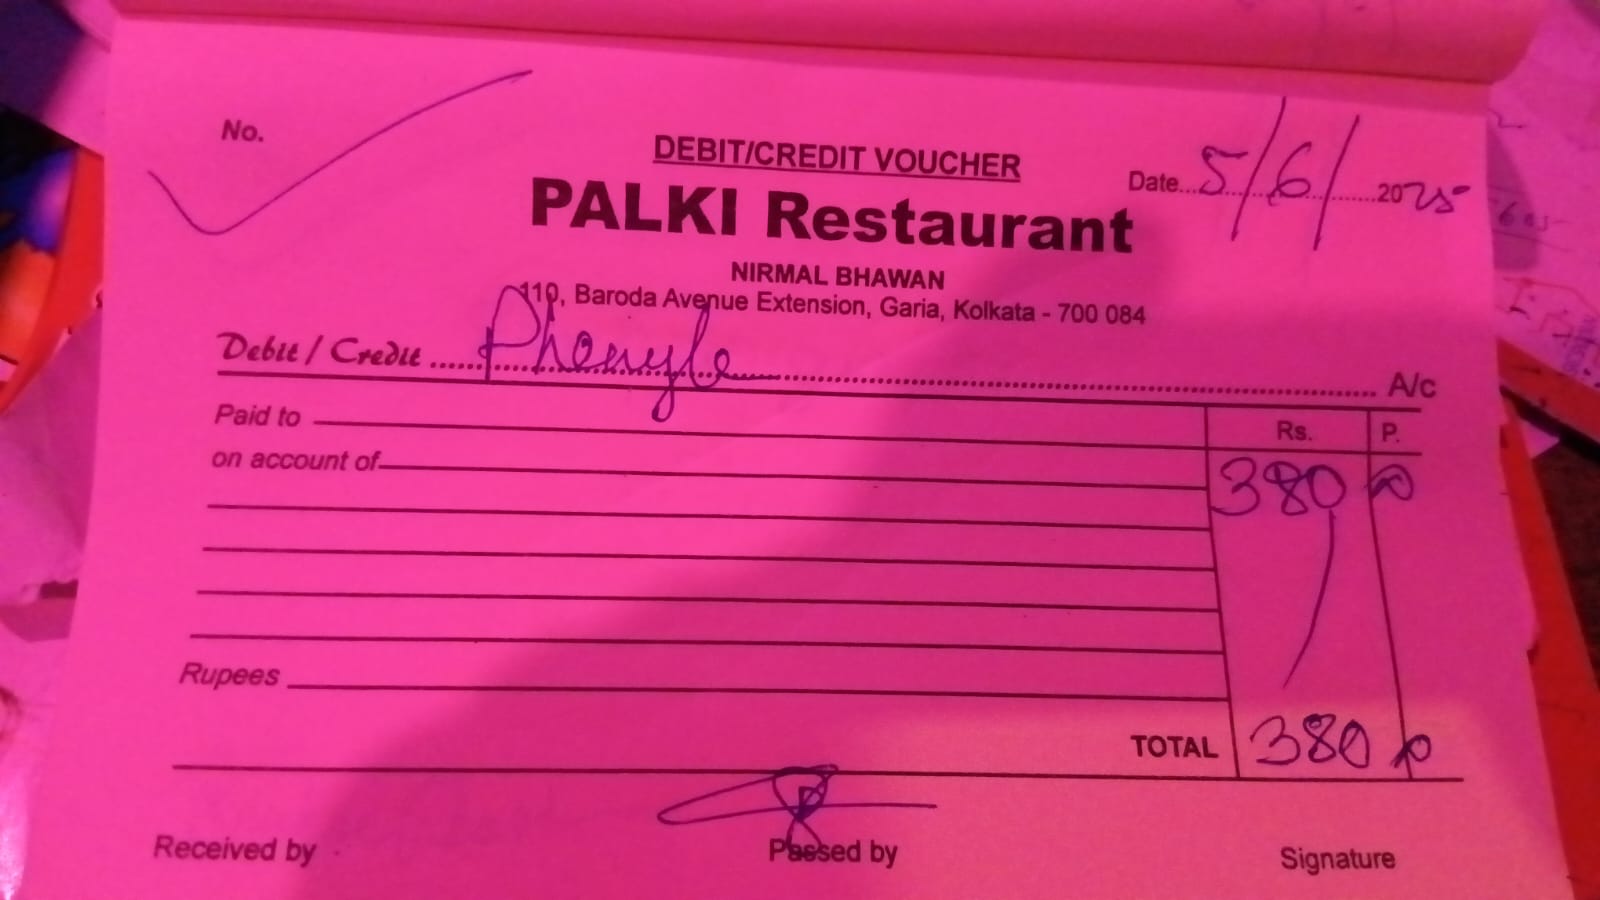 No.
DEBIT/CREDIT VOUCHER
Date...5/6/...2025
PALKI Restaurant
NIRMAL BHAWAN
110, Baroda Avenue Extension, Garia, Kolkata - 700 084
Debit / Credit ..... Phenyle ..... A/c
Paid to
Rs. P.
on account of
380
Rupees
TOTAL 380
Received by Passed by Signature